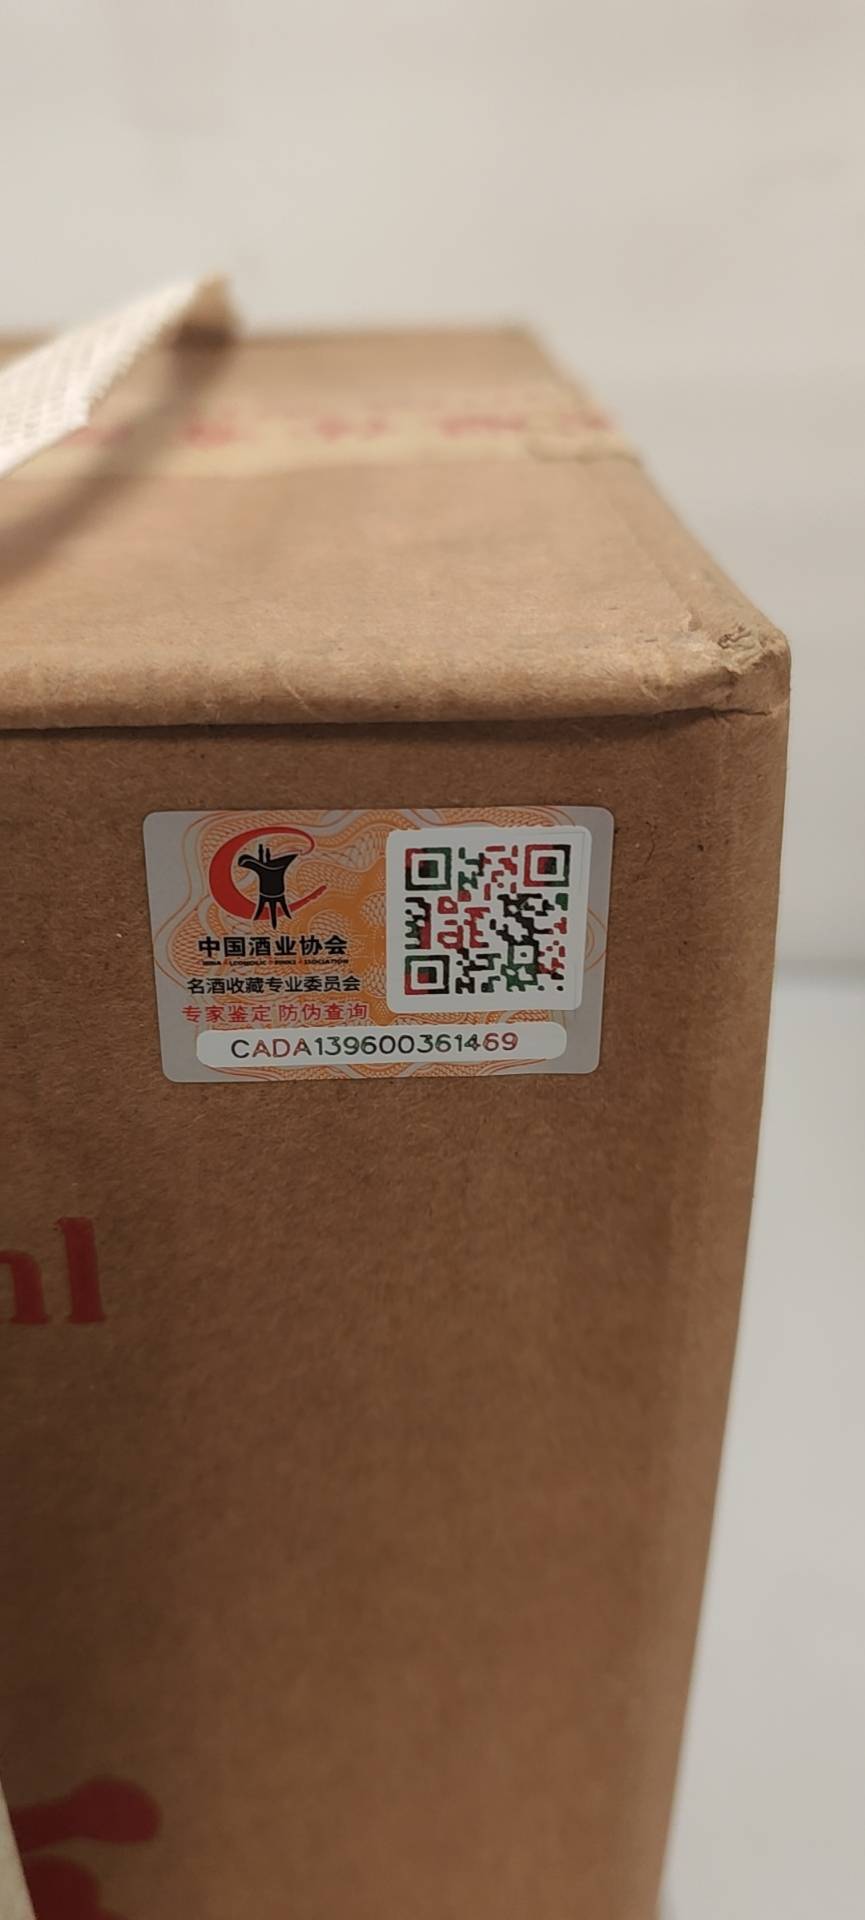 中国酒业协会
名酒收藏专业委员会
专家鉴定 防伪查询
CADA139600361469
ml